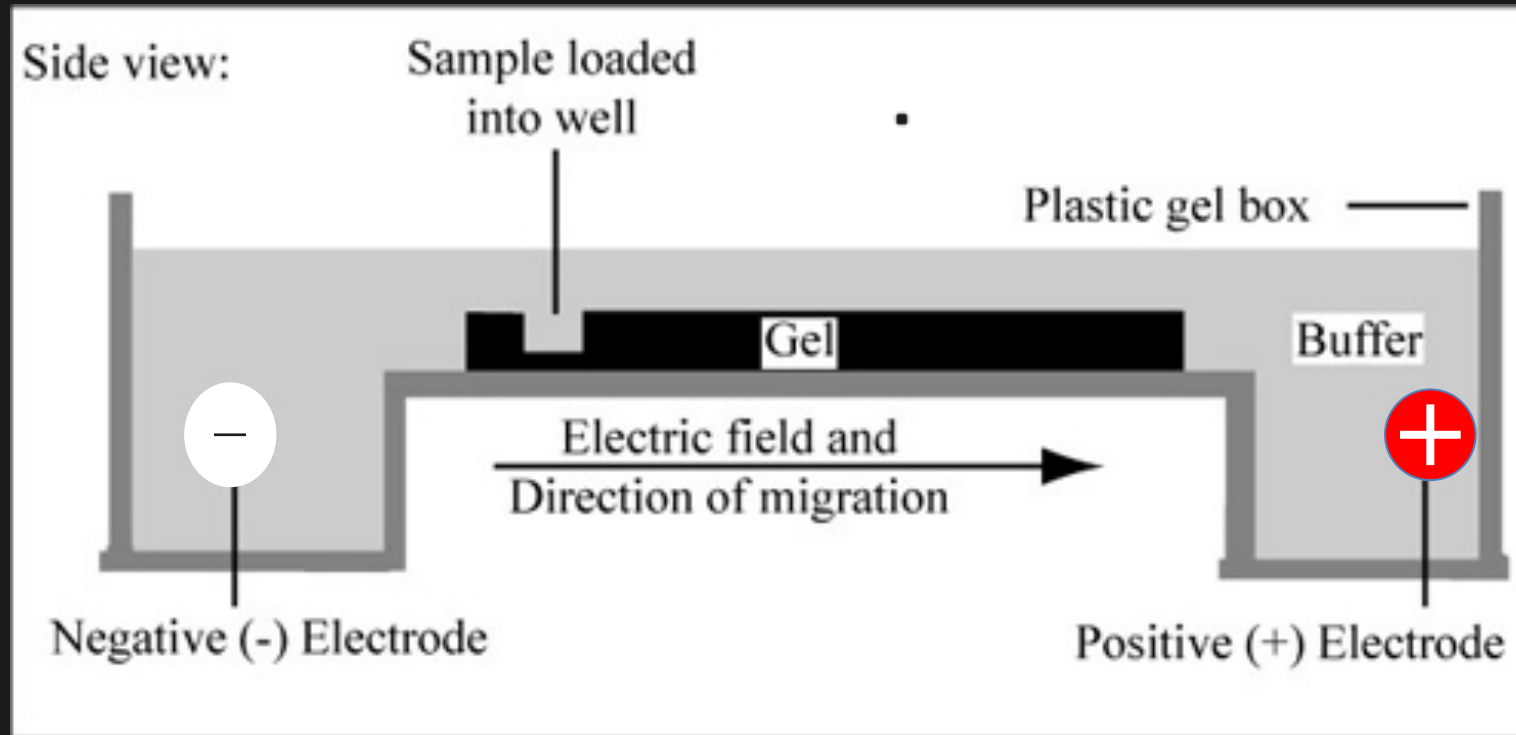 Side view:
Sample loaded
into well
Plastic gel box
Gel
Buffer
−
+
Electric field and
Direction of migration
Negative (-) Electrode
Positive (+) Electrode